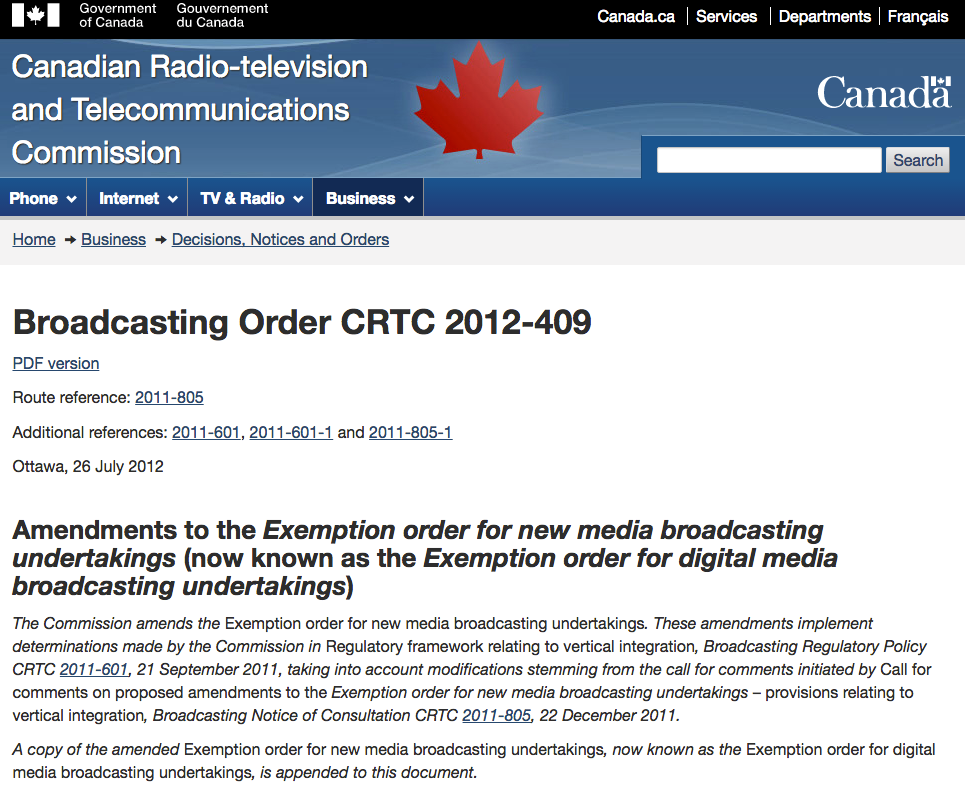 Government of Canada
Gouvernement du Canada
Canada.ca Services Departments Français
Canadian Radio-television
and Telecommunications
Commission
Canada
Search
Phone Internet TV & Radio Business
Home → Business → Decisions, Notices and Orders
Broadcasting Order CRTC 2012-409
PDF version
Route reference: 2011-805
Additional references: 2011-601, 2011-601-1 and 2011-805-1
Ottawa, 26 July 2012
Amendments to the Exemption order for new media broadcasting
undertakings (now known as the Exemption order for digital media
broadcasting undertakings)
The Commission amends the Exemption order for new media broadcasting undertakings. These amendments implement
determinations made by the Commission in Regulatory framework relating to vertical integration, Broadcasting Regulatory Policy
CRTC 2011-601, 21 September 2011, taking into account modifications stemming from the call for comments initiated by Call for
comments on proposed amendments to the Exemption order for new media broadcasting undertakings – provisions relating to
vertical integration, Broadcasting Notice of Consultation CRTC 2011-805, 22 December 2011.
A copy of the amended Exemption order for new media broadcasting undertakings, now known as the Exemption order for digital
media broadcasting undertakings, is appended to this document.